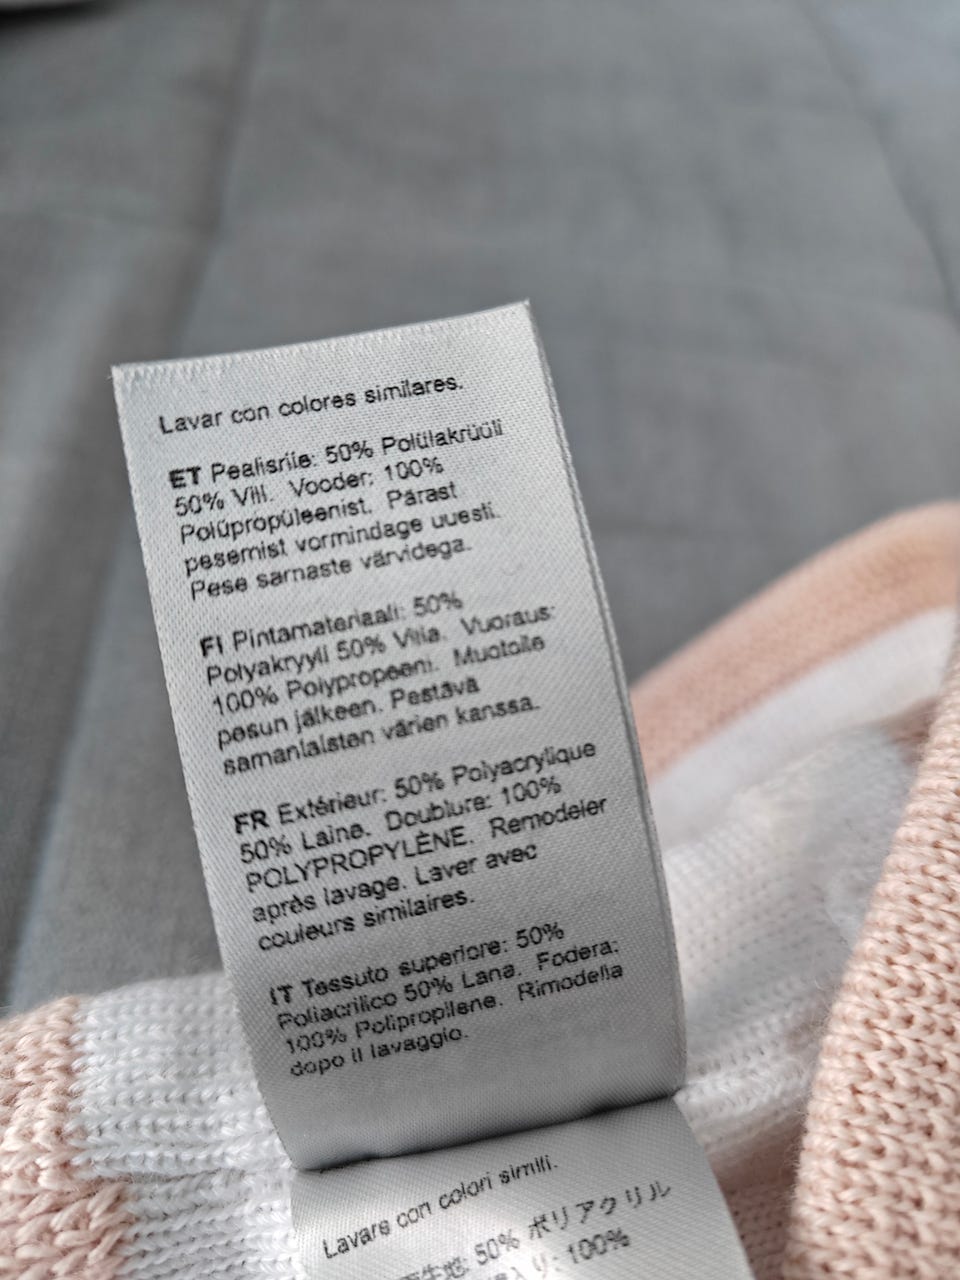 Lavar con colores similares.
ET Pealisriie: 50% Polülakrüüli
50% Vill. Vooder: 100%
Polüpropüleenist. Pärast
pesemist vormindage uuesti.
Pese sarnaste värvidega.
FI Pintamateriaali: 50%
Polyakryyli 50% Villa. Vuoraus:
100% Polypropeeni. Muotoile
pesun jälkeen. Pestävä
samanlaisten värien kanssa.
FR Extérieur: 50% Polyacrylique
50% Laine. Doublure: 100%
POLYPROPYLÈNE. Remodeler
après lavage. Laver avec
couleurs similaires.
IT Tessuto superiore: 50%
Poliacrilico 50% Lana. Fodera:
100% Polipropilene. Rimodella
dopo il lavaggio.
Lavare con colori simili.
50% ポリアクリル
100%